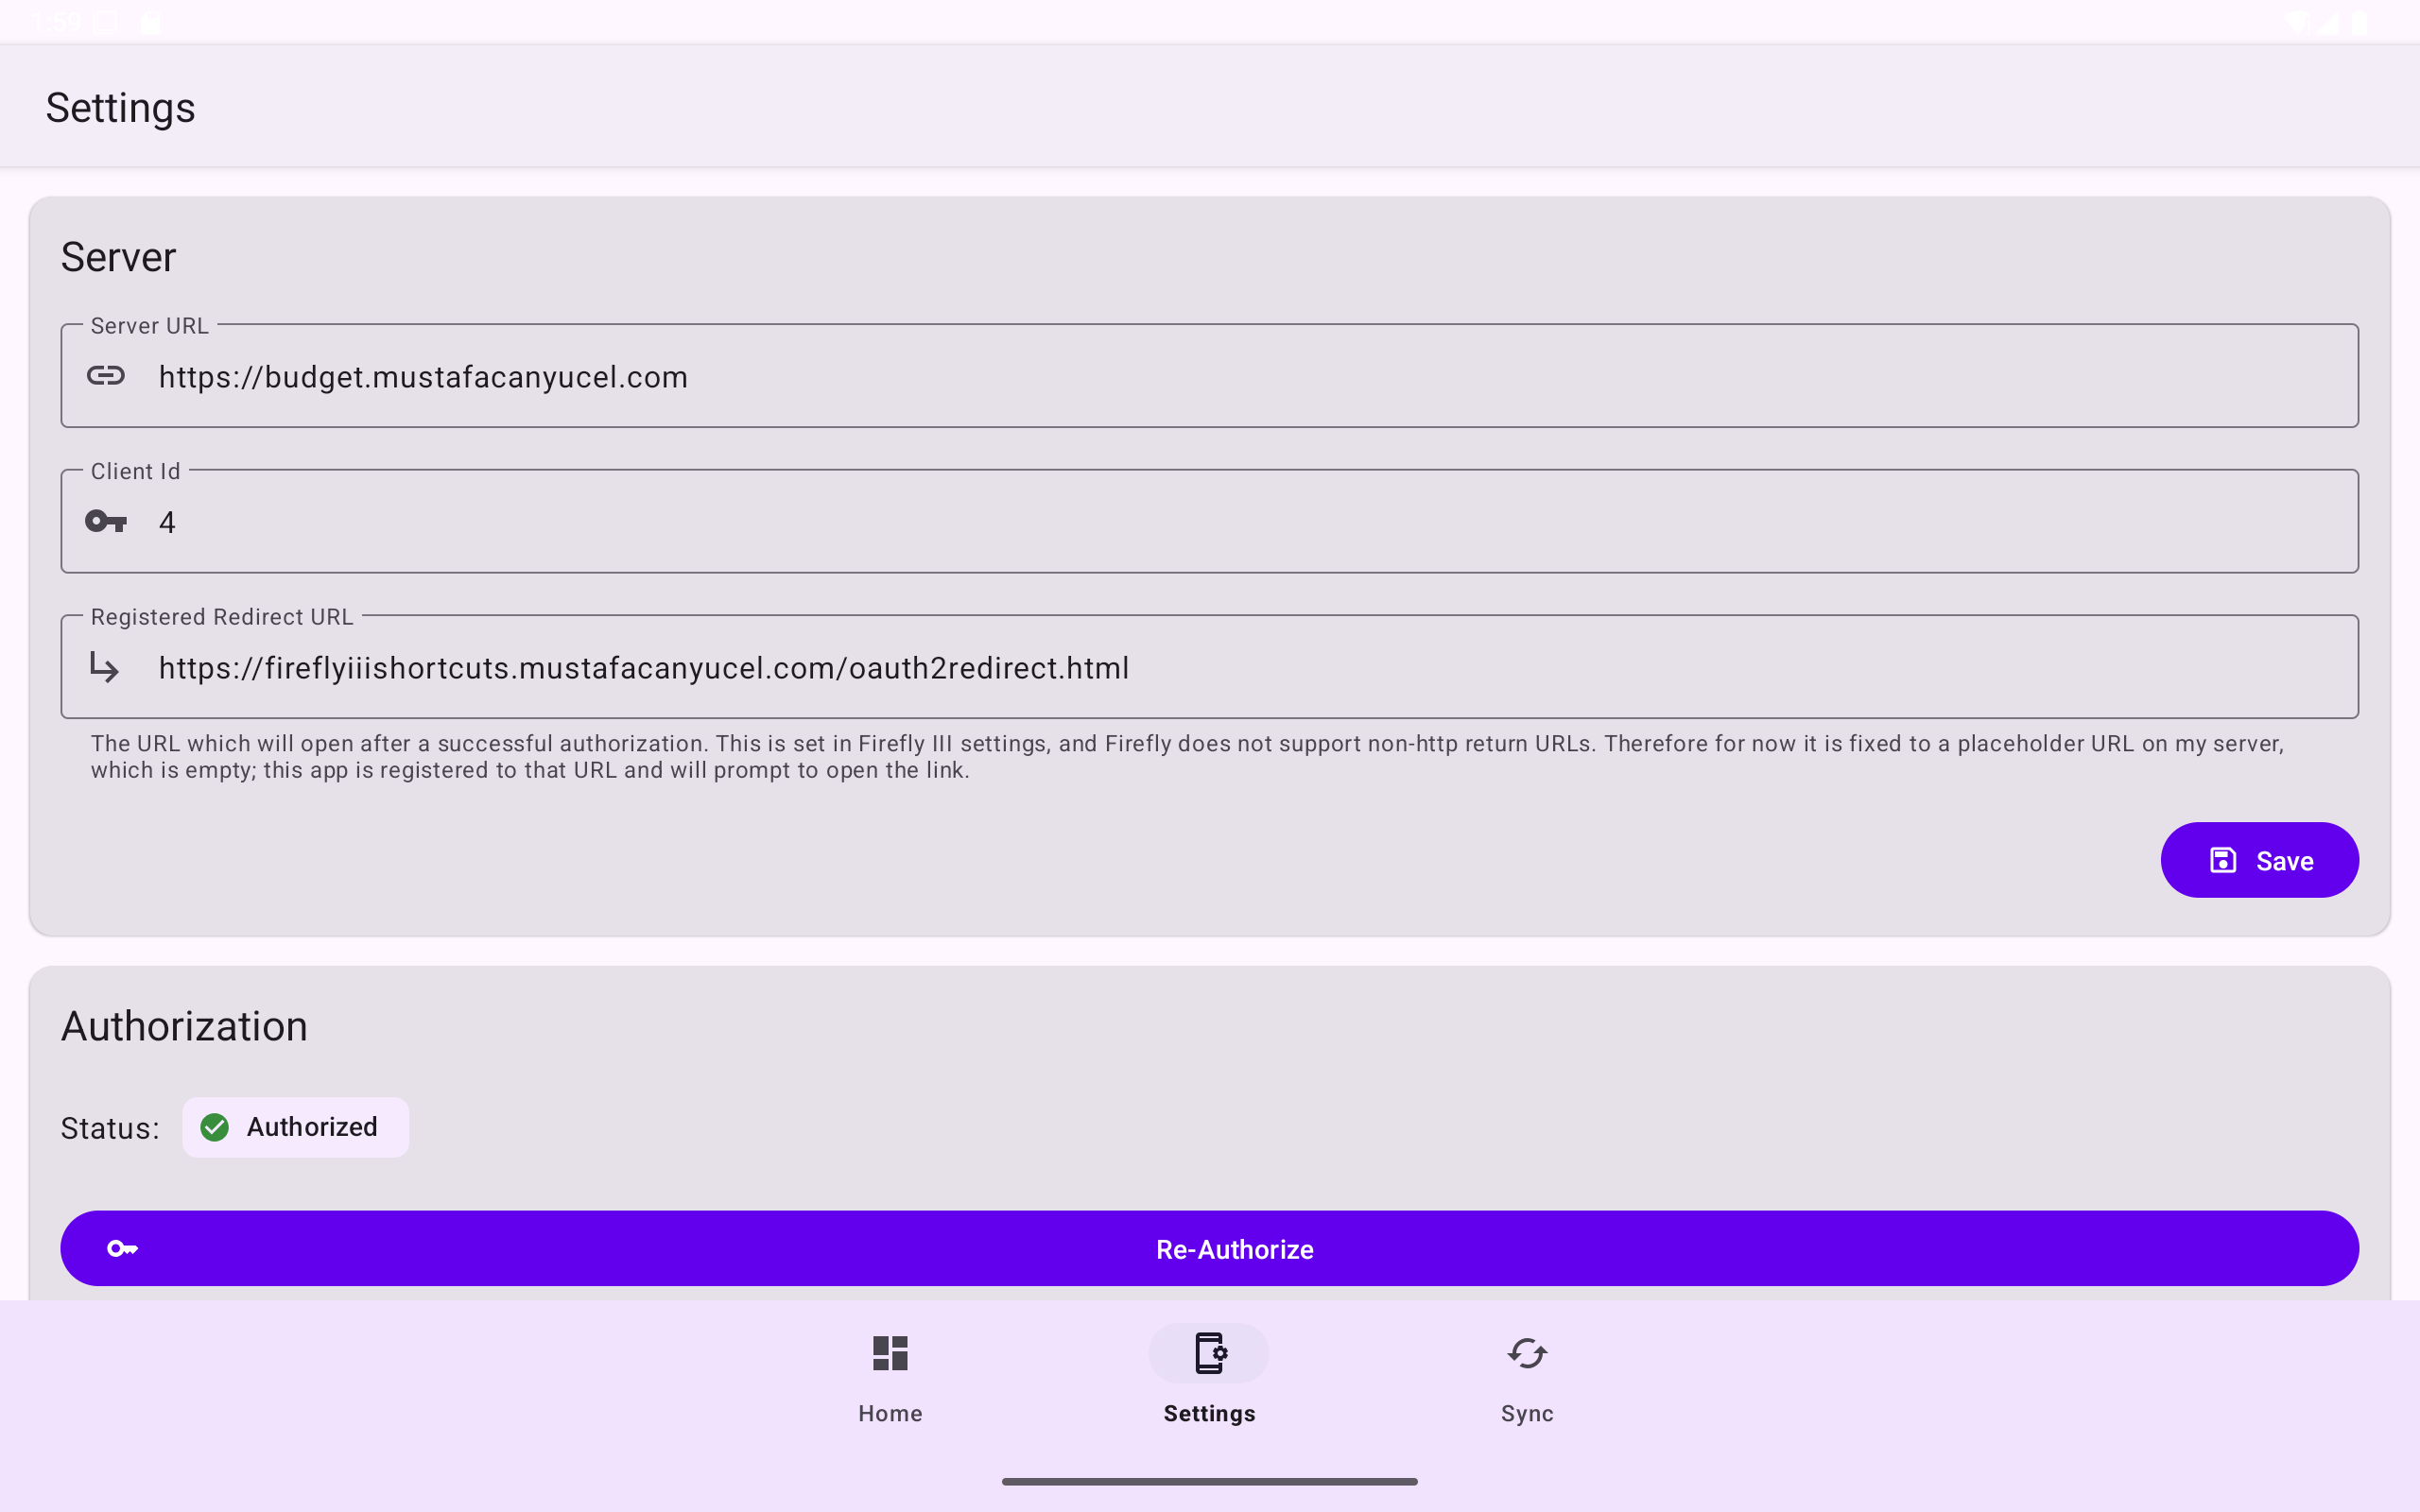 1:59
Settings
Server
Server URL
https://budget.mustafacanyucel.com
Client Id
4
Registered Redirect URL
https://fireflyiiishortcuts.mustafacanyucel.com/oauth2redirect.html
The URL which will open after a successful authorization. This is set in Firefly III settings, and Firefly does not support non-http return URLs. Therefore for now it is fixed to a placeholder URL on my server,
which is empty; this app is registered to that URL and will prompt to open the link.
Save
Authorization
Status: Authorized
Re-Authorize
Home Settings Sync